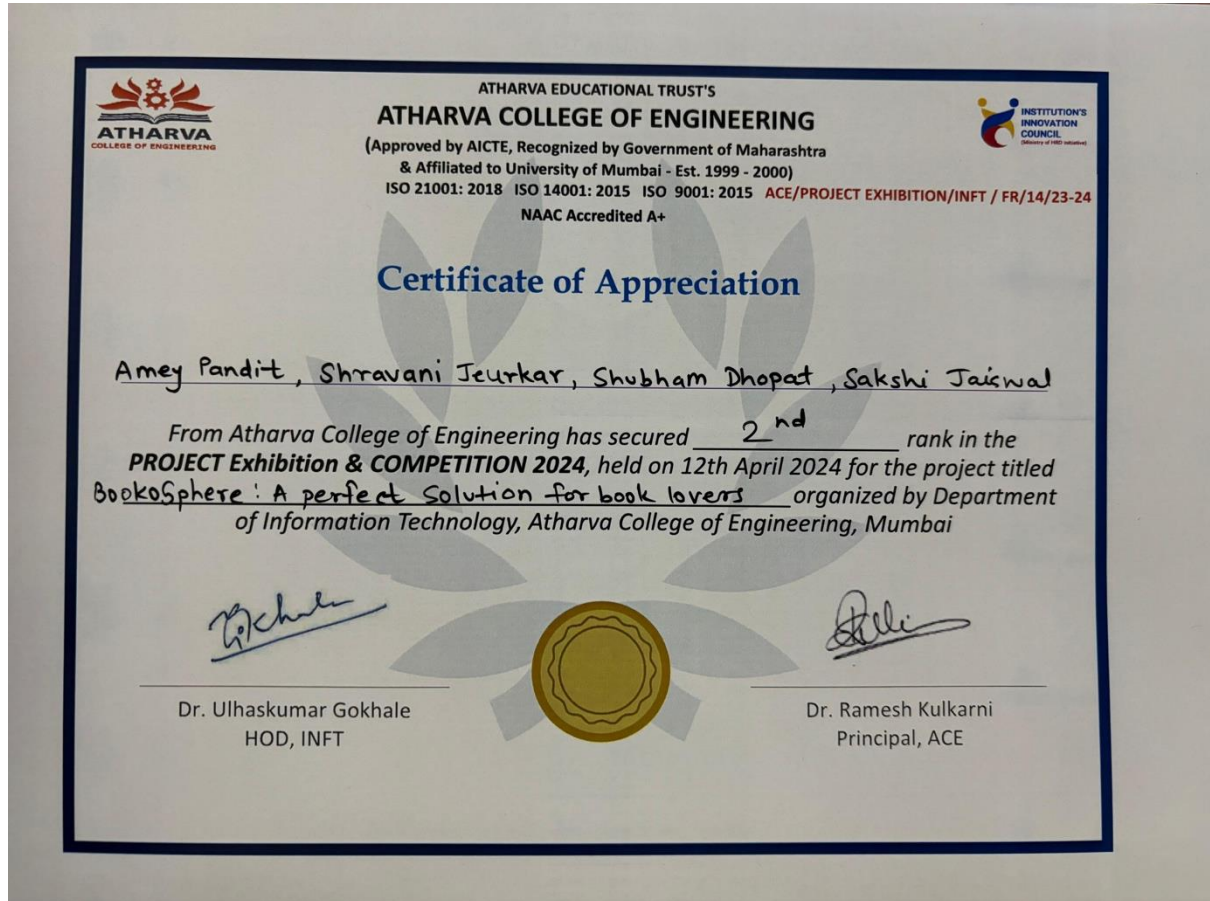 ATHARVA
COLLEGE OF ENGINEERING
ATHARVA EDUCATIONAL TRUST'S
ATHARVA COLLEGE OF ENGINEERING
(Approved by AICTE, Recognized by Government of Maharashtra
& Affiliated to University of Mumbai - Est. 1999 - 2000)
ISO 21001: 2018 ISO 14001: 2015 ISO 9001: 2015 ACE/PROJECT EXHIBITION/INFT / FR/14/23-24
NAAC Accredited A+
INSTITUTION'S
INNOVATION
COUNCIL
(Ministry of HRD Initiative)
Certificate of Appreciation
Amey Pandit, Shravani Jeurkar, Shubham Dhopat, Sakshi Jaiswal
From Atharva College of Engineering has secured 2nd rank in the
PROJECT Exhibition & COMPETITION 2024, held on 12th April 2024 for the project titled
BookoSphere: A perfect Solution for book lovers organized by Department
of Information Technology, Atharva College of Engineering, Mumbai
Dr. Ulhaskumar Gokhale
HOD, INFT
Dr. Ramesh Kulkarni
Principal, ACE